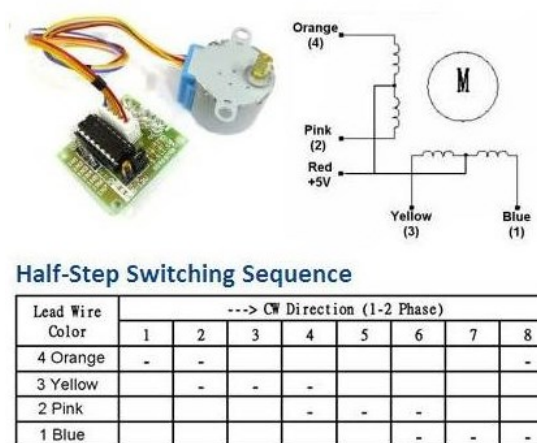 Orange
(4)
M
Pink
(2)
Red
+5V
Yellow
(3)
Blue
(1)
Half-Step Switching Sequence
Lead Wire Color ---> CW Direction (1-2 Phase)
1 2 3 4 5 6 7 8
4 Orange - - -
3 Yellow - - -
2 Pink - - -
1 Blue - - -